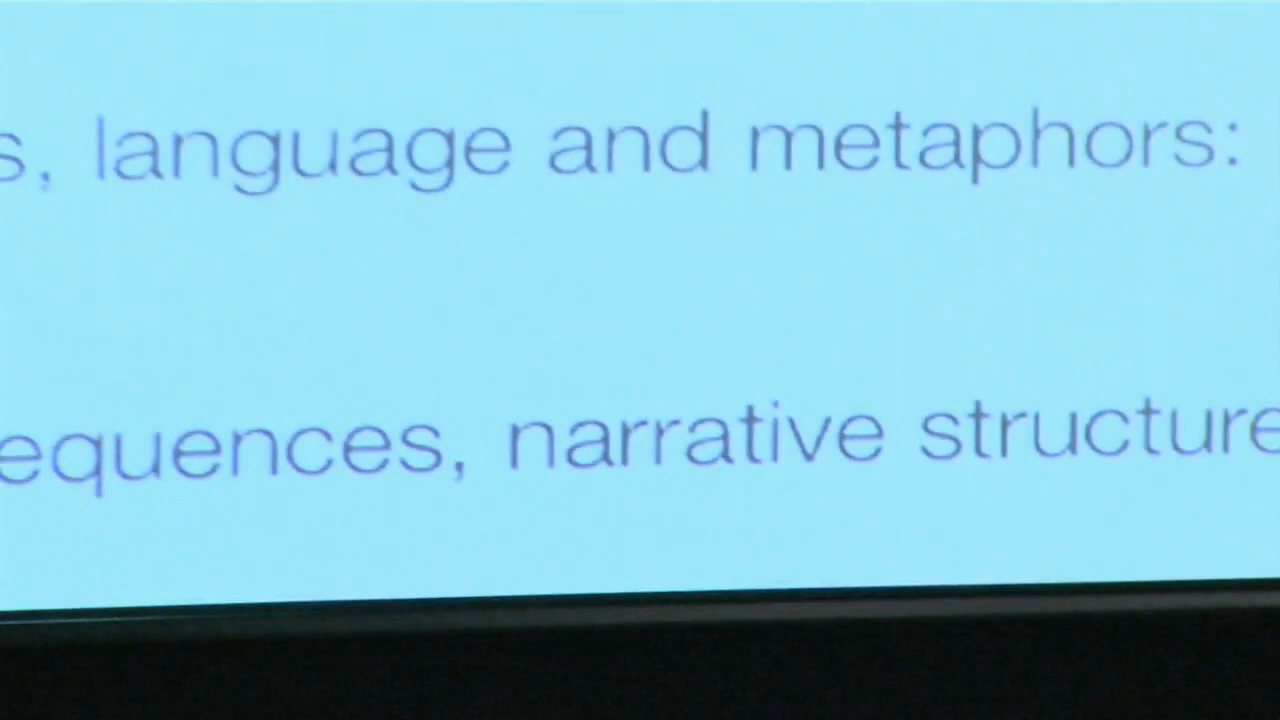 s, language and metaphors:
equences, narrative structure